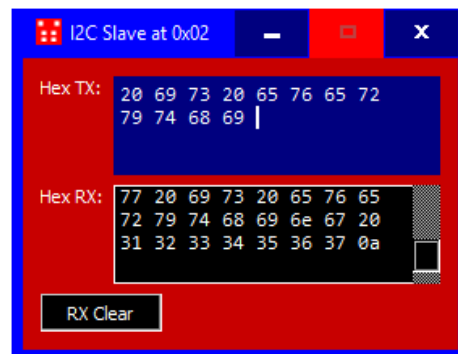 I2C Slave at 0x02
Hex TX:
20 69 73 20 65 76 65 72
79 74 68 69
Hex RX:
77 20 69 73 20 65 76 65
72 79 74 68 69 6e 67 20
31 32 33 34 35 36 37 0a
RX Clear